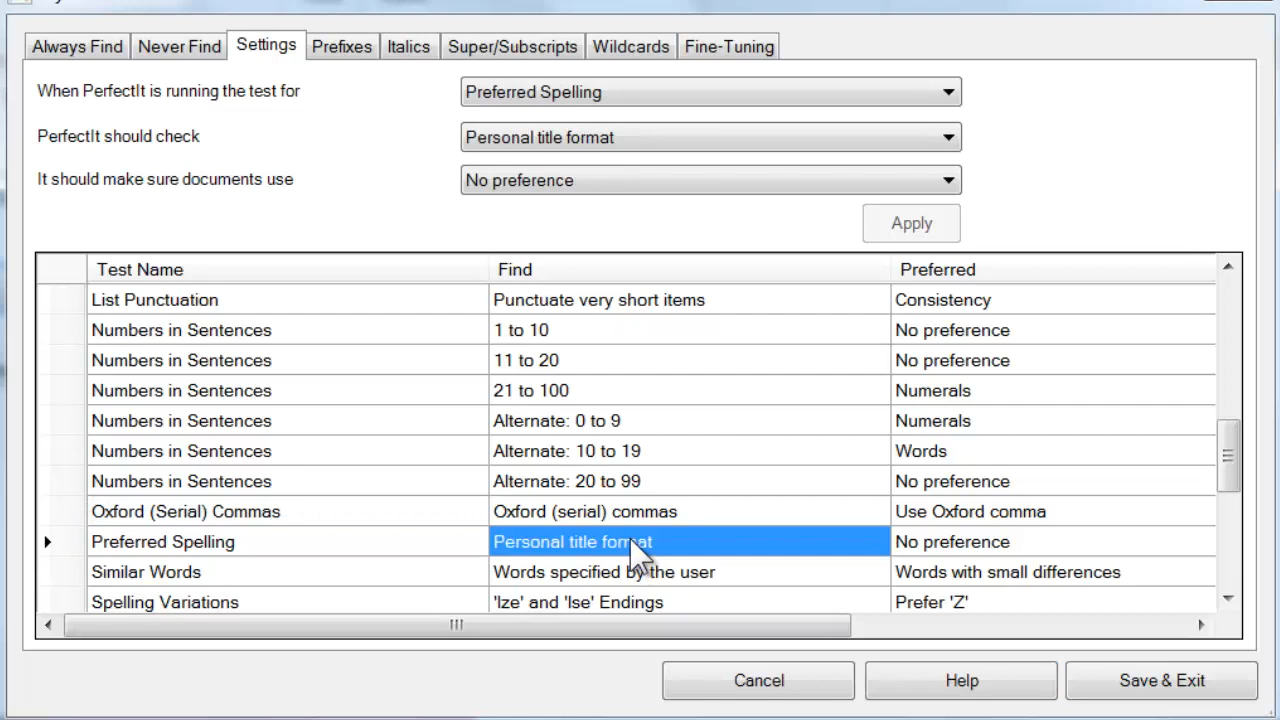 Always Find Never Find Settings Prefixes Italics Super/Subscripts Wildcards Fine-Tuning
When PerfectIt is running the test for Preferred Spelling
PerfectIt should check Personal title format
It should make sure documents use No preference
Apply
Test Name Find Preferred
List Punctuation Punctuate very short items Consistency
Numbers in Sentences 1 to 10 No preference
Numbers in Sentences 11 to 20 No preference
Numbers in Sentences 21 to 100 Numerals
Numbers in Sentences Alternate: 0 to 9 Numerals
Numbers in Sentences Alternate: 10 to 19 Words
Numbers in Sentences Alternate: 20 to 99 No preference
Oxford (Serial) Commas Oxford (serial) commas Use Oxford comma
Preferred Spelling Personal title format No preference
Similar Words Words specified by the user Words with small differences
Spelling Variations 'Ize' and 'Ise' Endings Prefer 'Z'
Cancel Help Save & Exit